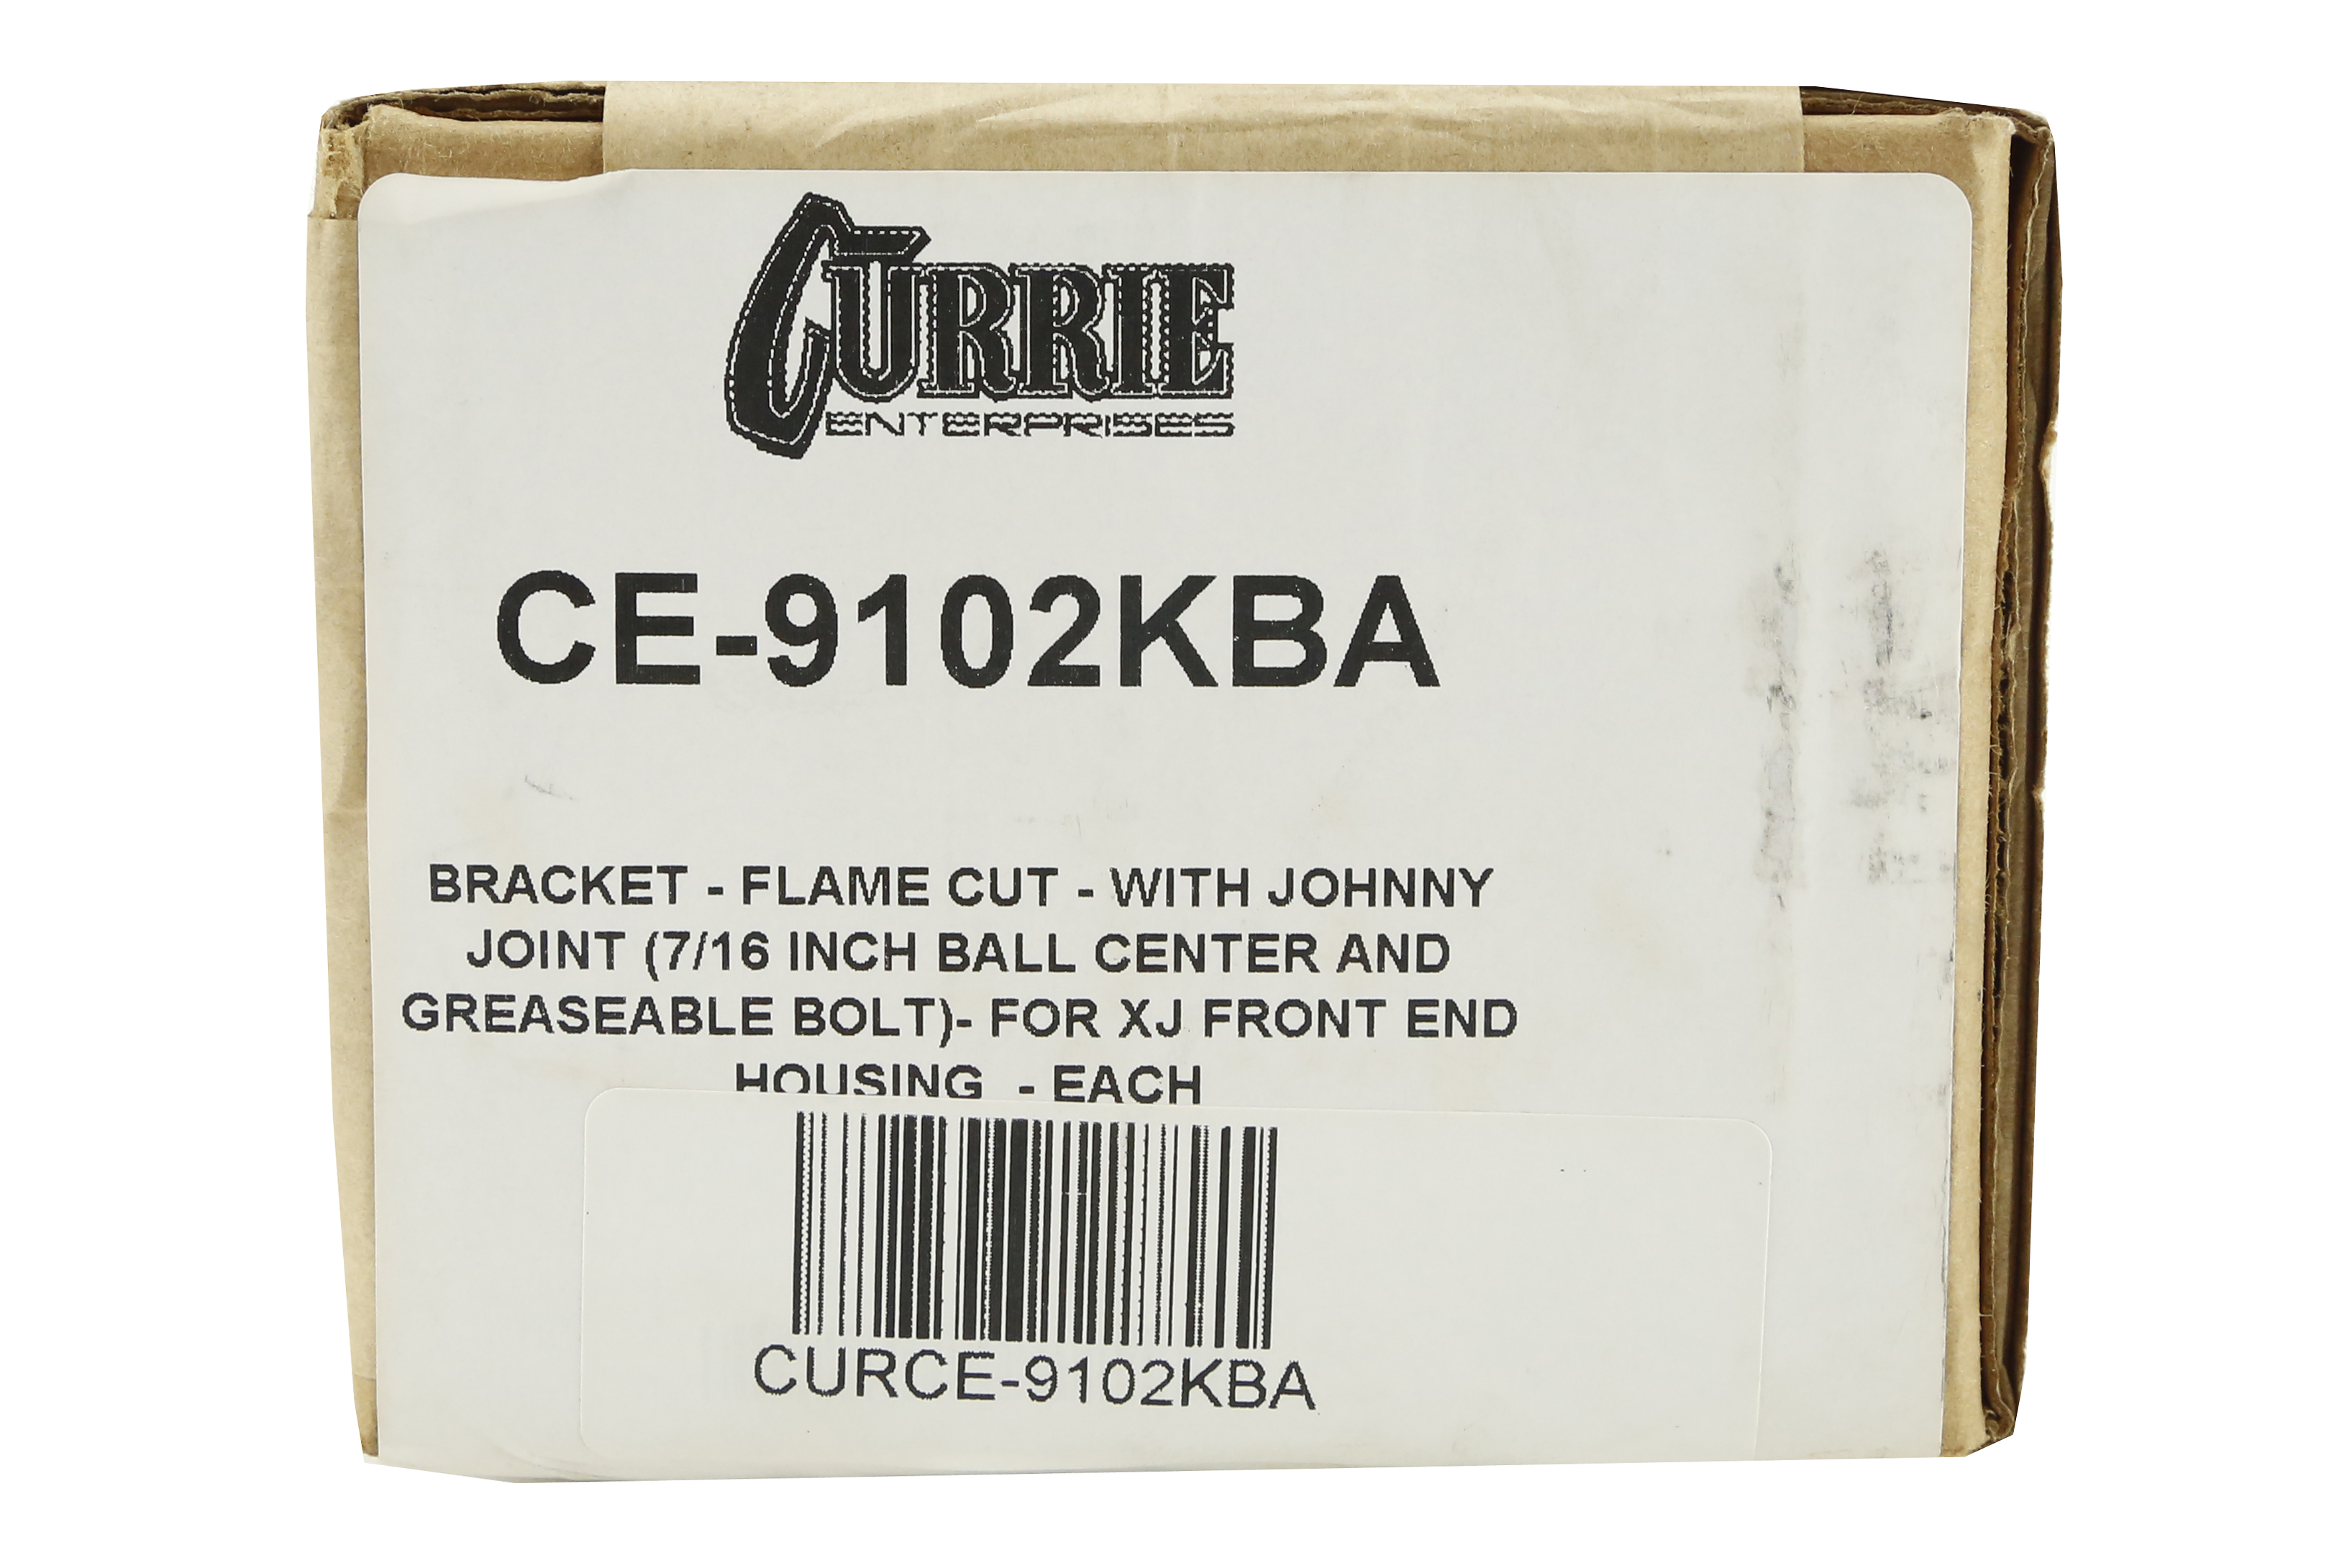 CURRIE
ENTERPRISES
CE-9102KBA
BRACKET - FLAME CUT - WITH JOHNNY
JOINT (7/16 INCH BALL CENTER AND
GREASEABLE BOLT)- FOR XJ FRONT END
HOUSING - EACH
CURCE-9102KBA